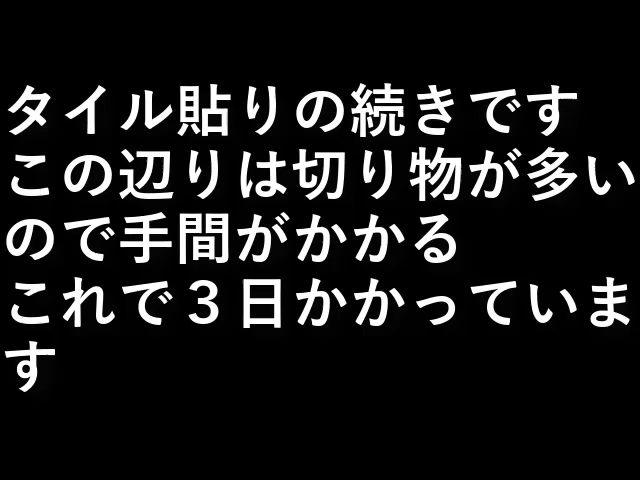 タイル貼りの続きです
この辺りは切り物が多い
ので手間がかかる
これで３日かかっていま
す